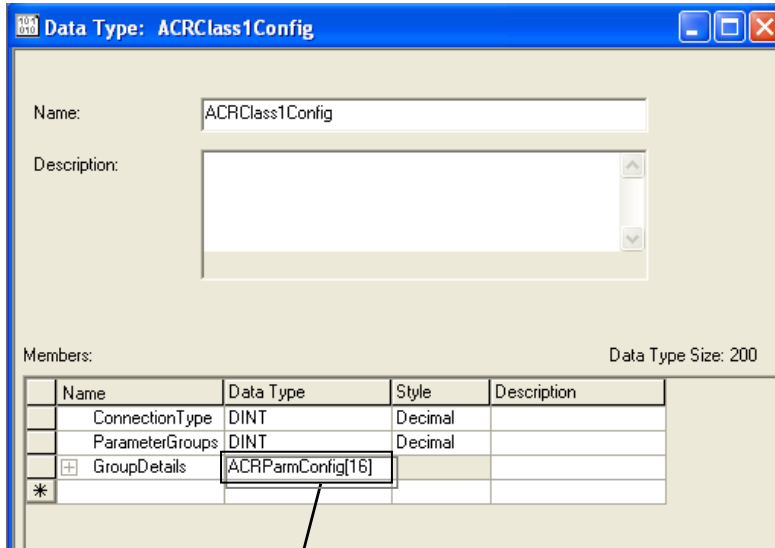 Data Type: ACRClass1Config
Name: ACRClass1Config
Description:
Members: Data Type Size: 200
Name Data Type Style Description
ConnectionType DINT Decimal
ParameterGroups DINT Decimal
GroupDetails ACRParmConfig[16]